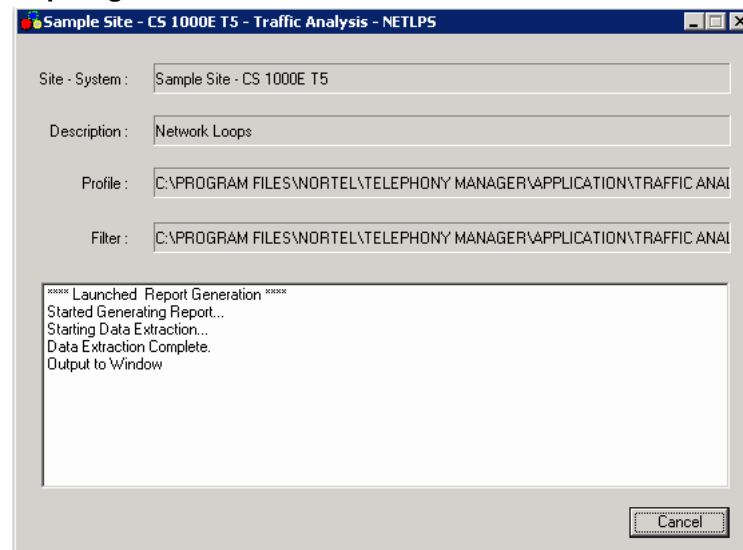 Sample Site - CS 1000E T5 - Traffic Analysis - NETLPS
Site - System : Sample Site - CS 1000E T5
Description : Network Loops
Profile : C:\PROGRAM FILES\NORTEL\TELEPHONY MANAGER\APPLICATION\TRAFFIC ANAL
Filter : C:\PROGRAM FILES\NORTEL\TELEPHONY MANAGER\APPLICATION\TRAFFIC ANAL
**** Launched Report Generation ****
Started Generating Report...
Starting Data Extraction...
Data Extraction Complete.
Output to Window
Cancel